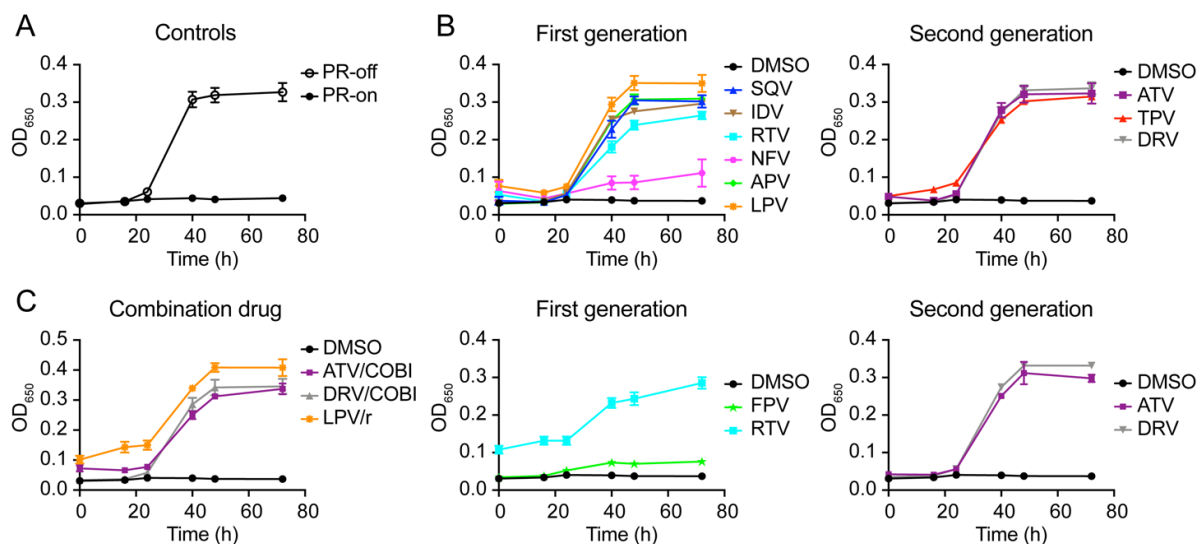 A
Controls
OD650
0.4
0.3
0.2
0.1
0.0
0 20 40 60 80
Time (h)
PR-off
PR-on
B
First generation
OD650
0.4
0.3
0.2
0.1
0.0
0 20 40 60 80
Time (h)
DMSO
SQV
IDV
RTV
NFV
APV
LPV
Second generation
OD650
0.4
0.3
0.2
0.1
0.0
0 20 40 60 80
Time (h)
DMSO
ATV
TPV
DRV
C
Combination drug
OD650
0.5
0.4
0.3
0.2
0.1
0.0
0 20 40 60 80
Time (h)
DMSO
ATV/COBI
DRV/COBI
LPV/r
First generation
OD650
0.4
0.3
0.2
0.1
0.0
0 20 40 60 80
Time (h)
DMSO
FPV
RTV
Second generation
OD650
0.4
0.3
0.2
0.1
0.0
0 20 40 60 80
Time (h)
DMSO
ATV
DRV